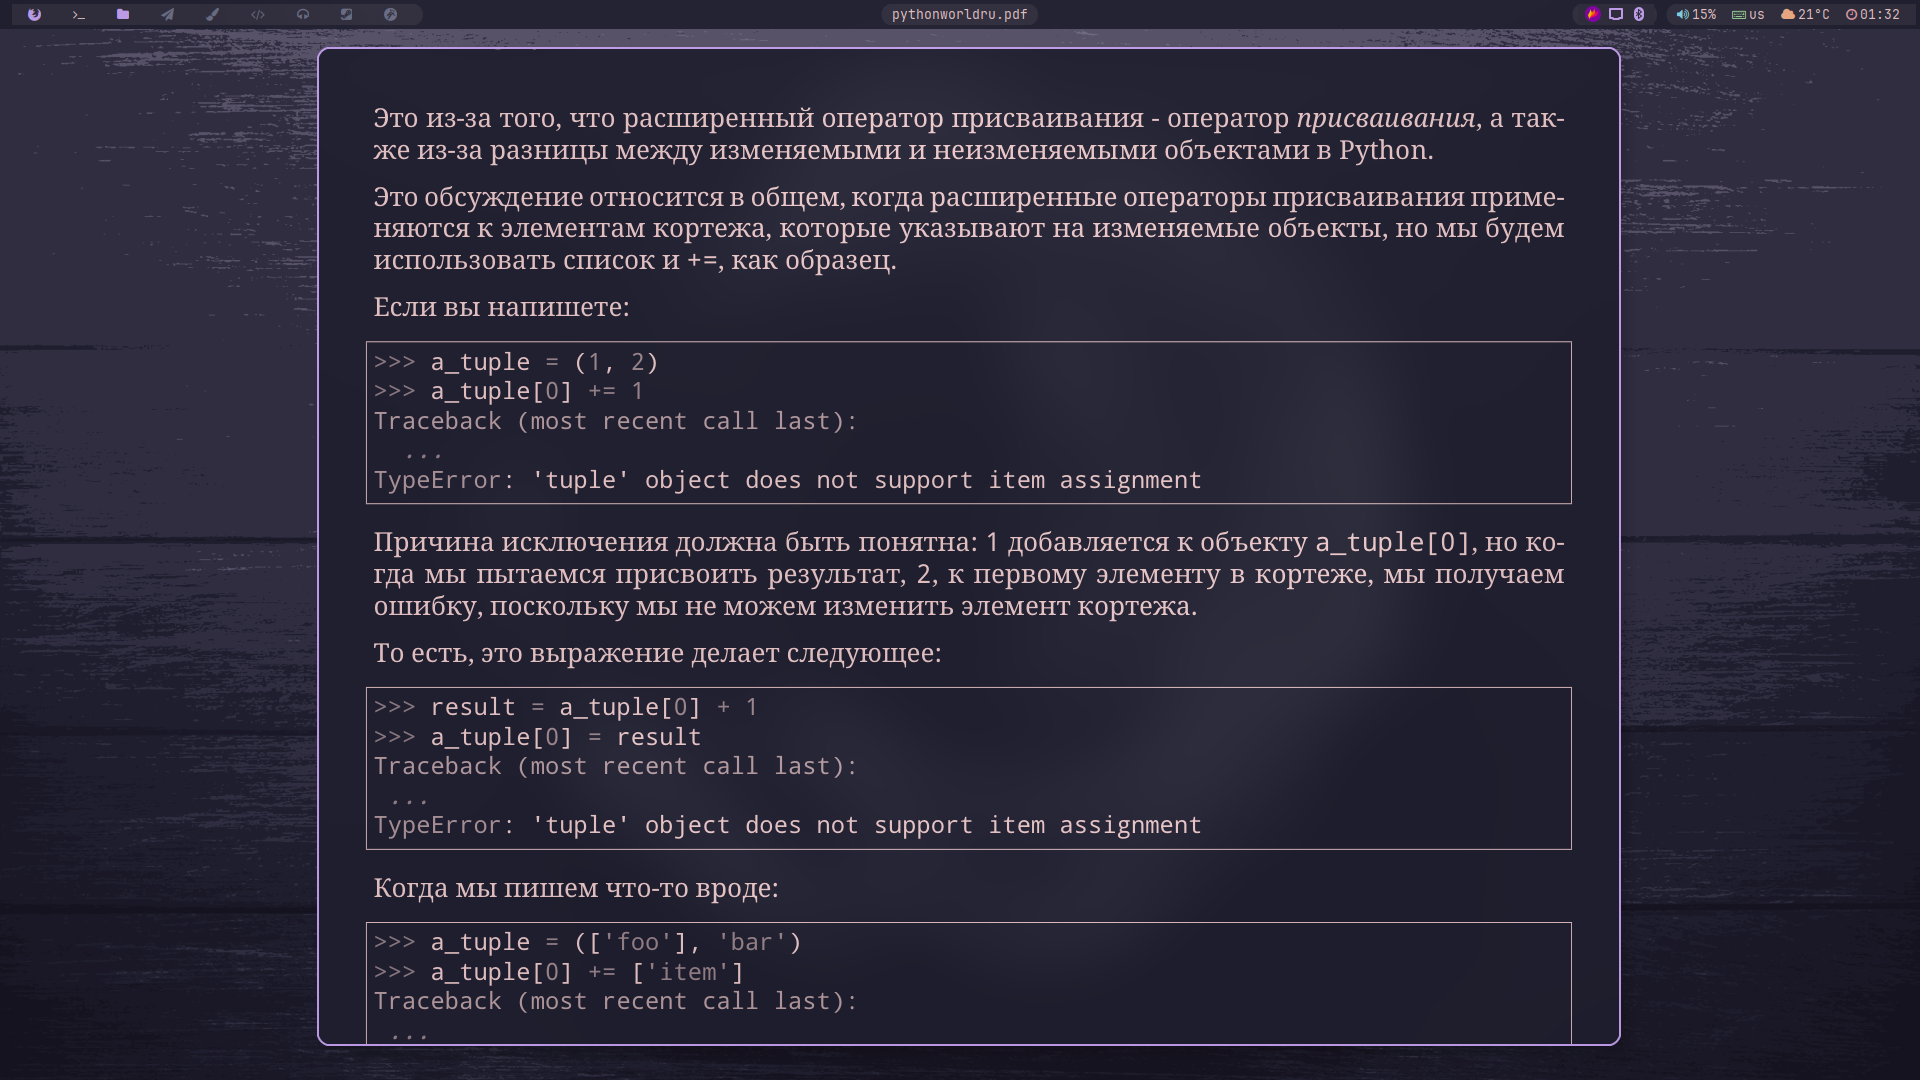 pythonworldru.pdf
15%
US
21°C
01:32
Это из-за того, что расширенный оператор присваивания - оператор присваивания, а так-
же из-за разницы между изменяемыми и неизменяемыми объектами в Python.
Это обсуждение относится в общем, когда расширенные операторы присваивания приме-
няются к элементам кортежа, которые указывают на изменяемые объекты, но мы будем
использовать список и +=, как образец.
Если вы напишете:
>>> a_tuple = (1, 2)
>>> a_tuple[0] += 1
Traceback (most recent call last):
  ...
TypeError: 'tuple' object does not support item assignment
Причина исключения должна быть понятна: 1 добавляется к объекту a_tuple[0], но ко-
гда мы пытаемся присвоить результат, 2, к первому элементу в кортеже, мы получаем
ошибку, поскольку мы не можем изменить элемент кортежа.
То есть, это выражение делает следующее:
>>> result = a_tuple[0] + 1
>>> a_tuple[0] = result
Traceback (most recent call last):
 ...
TypeError: 'tuple' object does not support item assignment
Когда мы пишем что-то вроде:
>>> a_tuple = (['foo'], 'bar')
>>> a_tuple[0] += ['item']
Traceback (most recent call last):
 ...